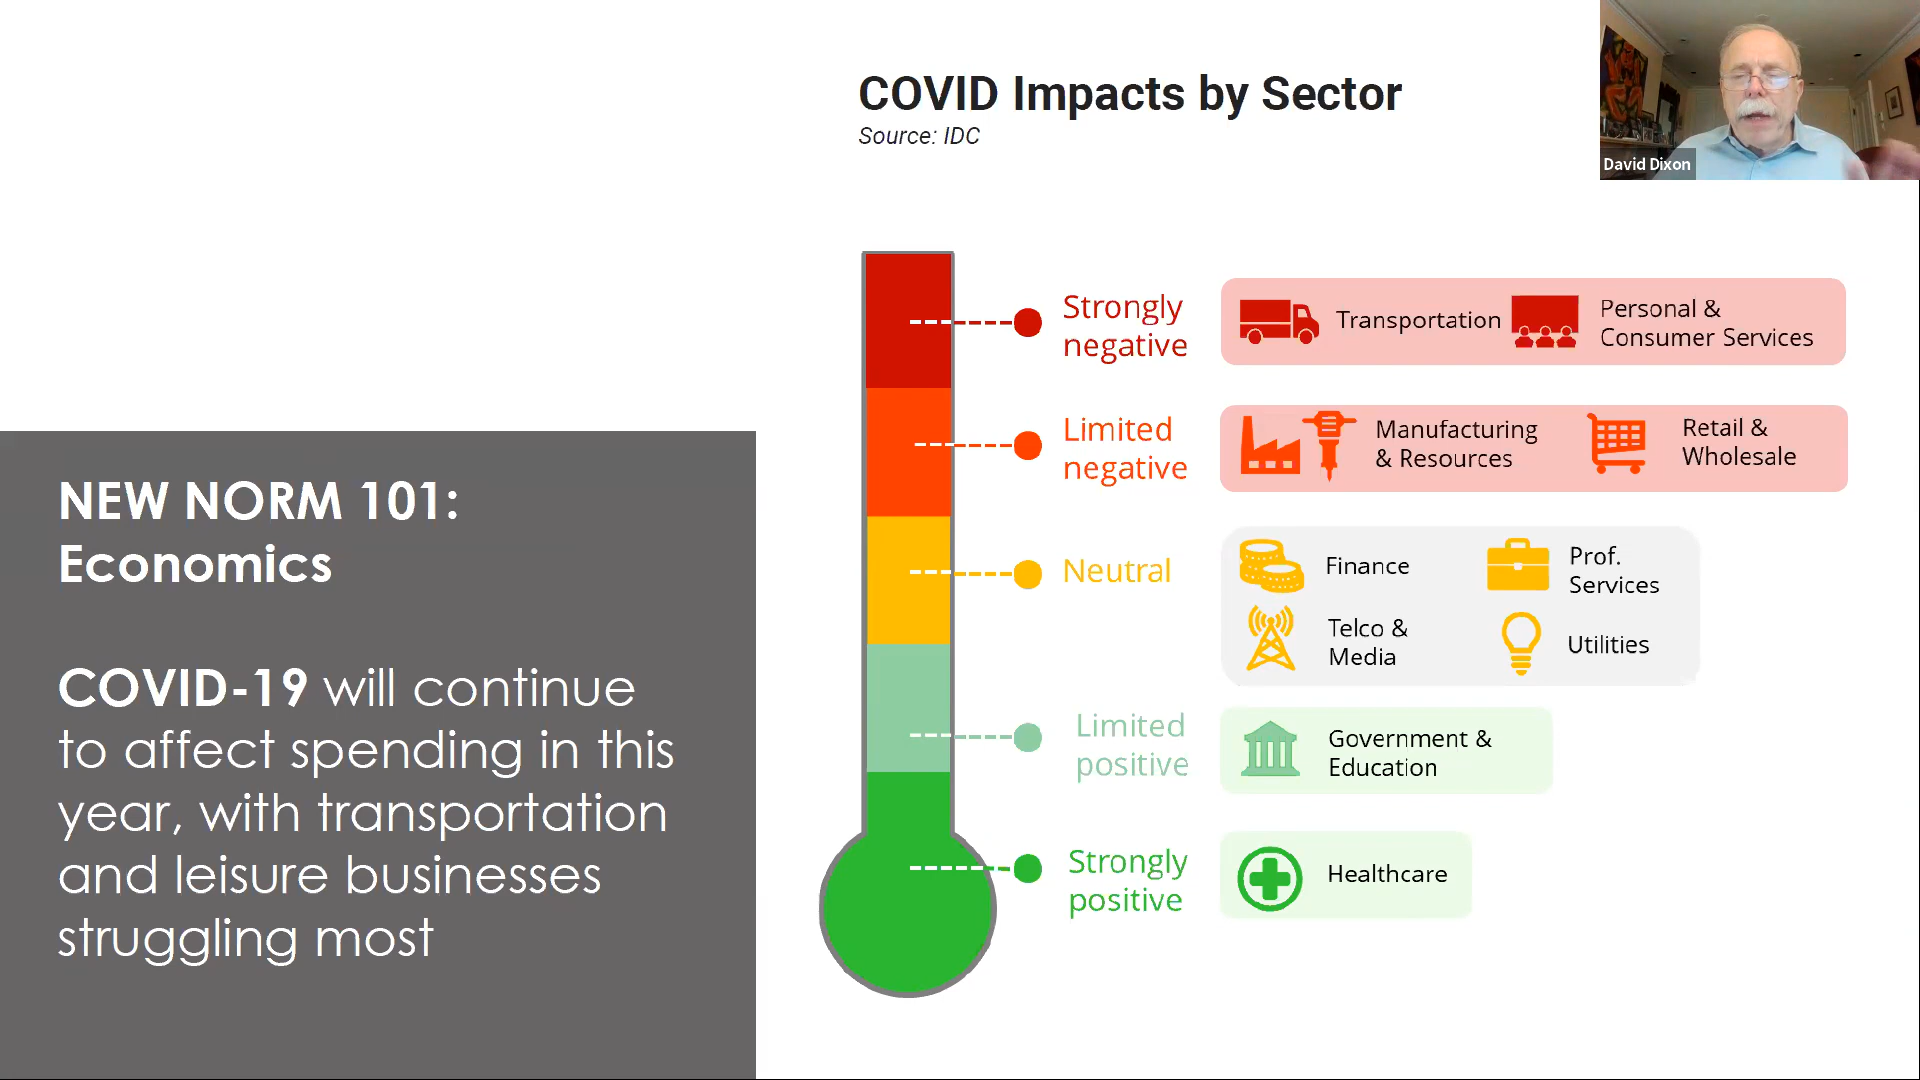 COVID Impacts by Sector
Source: IDC
David Dixon
Strongly
negative
Transportation
Personal &
Consumer Services
Limited
negative
Manufacturing
& Resources
Retail &
Wholesale
Neutral
Finance
Prof.
Services
Telco &
Media
Utilities
Limited
positive
Government &
Education
Strongly
positive
Healthcare
NEW NORM 101:
Economics
COVID-19 will continue
to affect spending in this
year, with transportation
and leisure businesses
struggling most